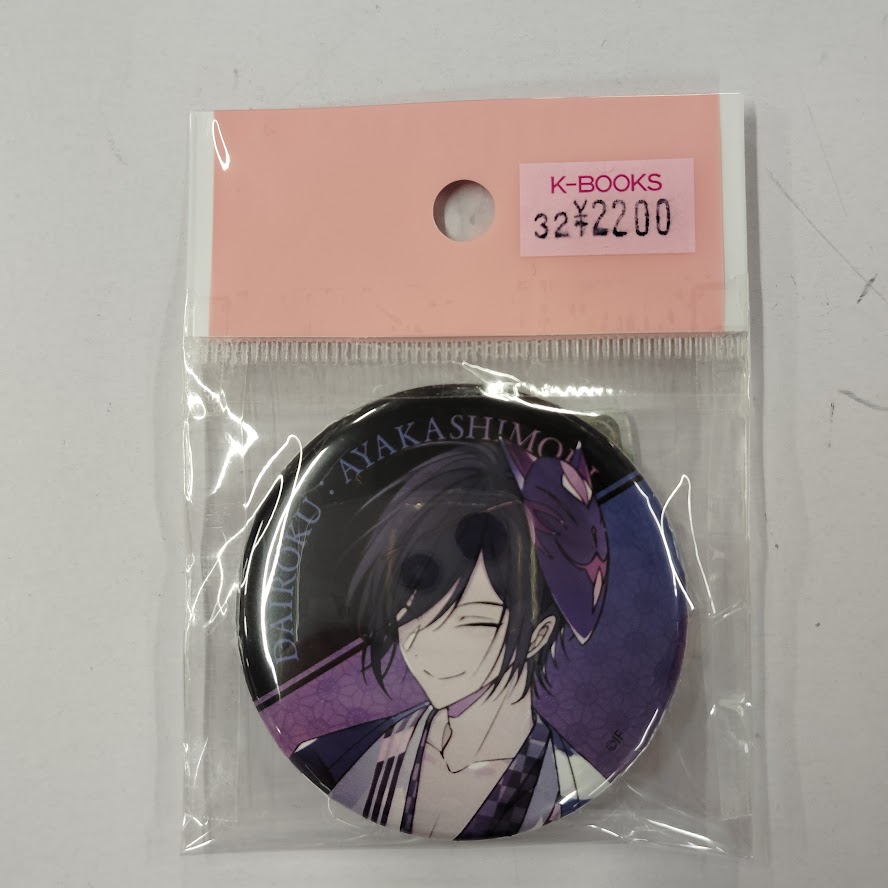 K-BOOKS
32¥2200
DAIROKU : AYAKASHIMORI
©IF